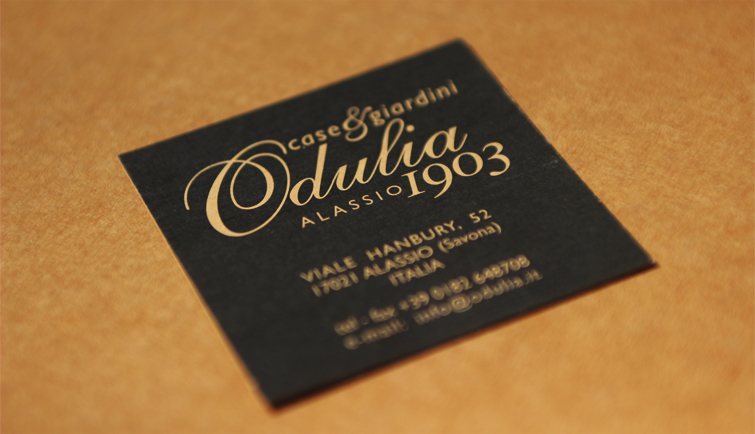 case&giardini
Odulia
ALASSIO 1903
VIALE HANBURY, 52
17021 ALASSIO (Savona)
ITALIA
tel - fax +39 0182 648708
e-mail: info@odulia.it